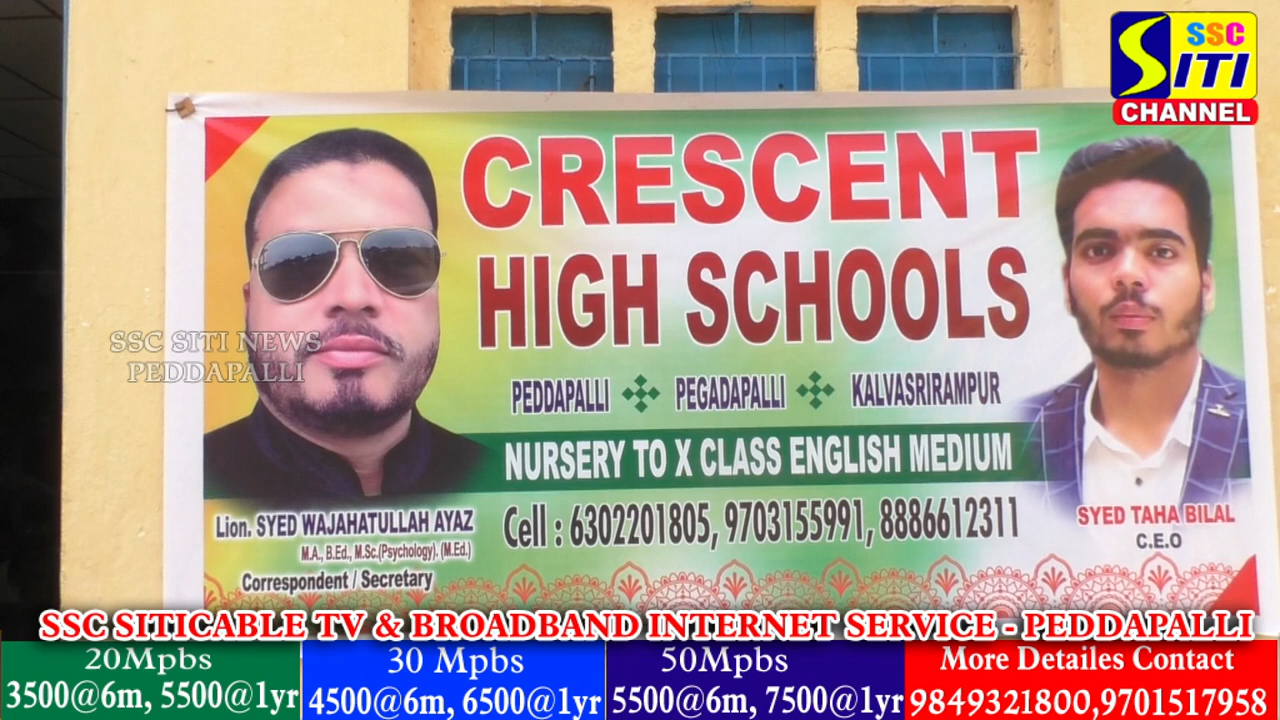 SSC
SITI
CHANNEL
CRESCENT
HIGH SCHOOLS
PEDDAPALLI PEGADAPALLI KALVASRIRAMPUR
NURSERY TO X CLASS ENGLISH MEDIUM
Cell : 6302201805, 9703155991, 8886612311
Lion. SYED WAJAHATULLAH AYAZ
M.A., B.Ed., M.Sc.(Psychology). (M.Ed.)
Correspondent / Secretary
SYED TAHA BILAL
C.E.O
SSC SITI NEWS
PEDDAPALLI
SSC SITICABLE TV & BROADBAND INTERNET SERVICE - PEDDAPALLI
20Mpbs
3500@6m, 5500@1yr
30 Mpbs
4500@6m, 6500@1yr
50Mpbs
5500@6m, 7500@1yr
More Detailes Contact
9849321800,9701517958